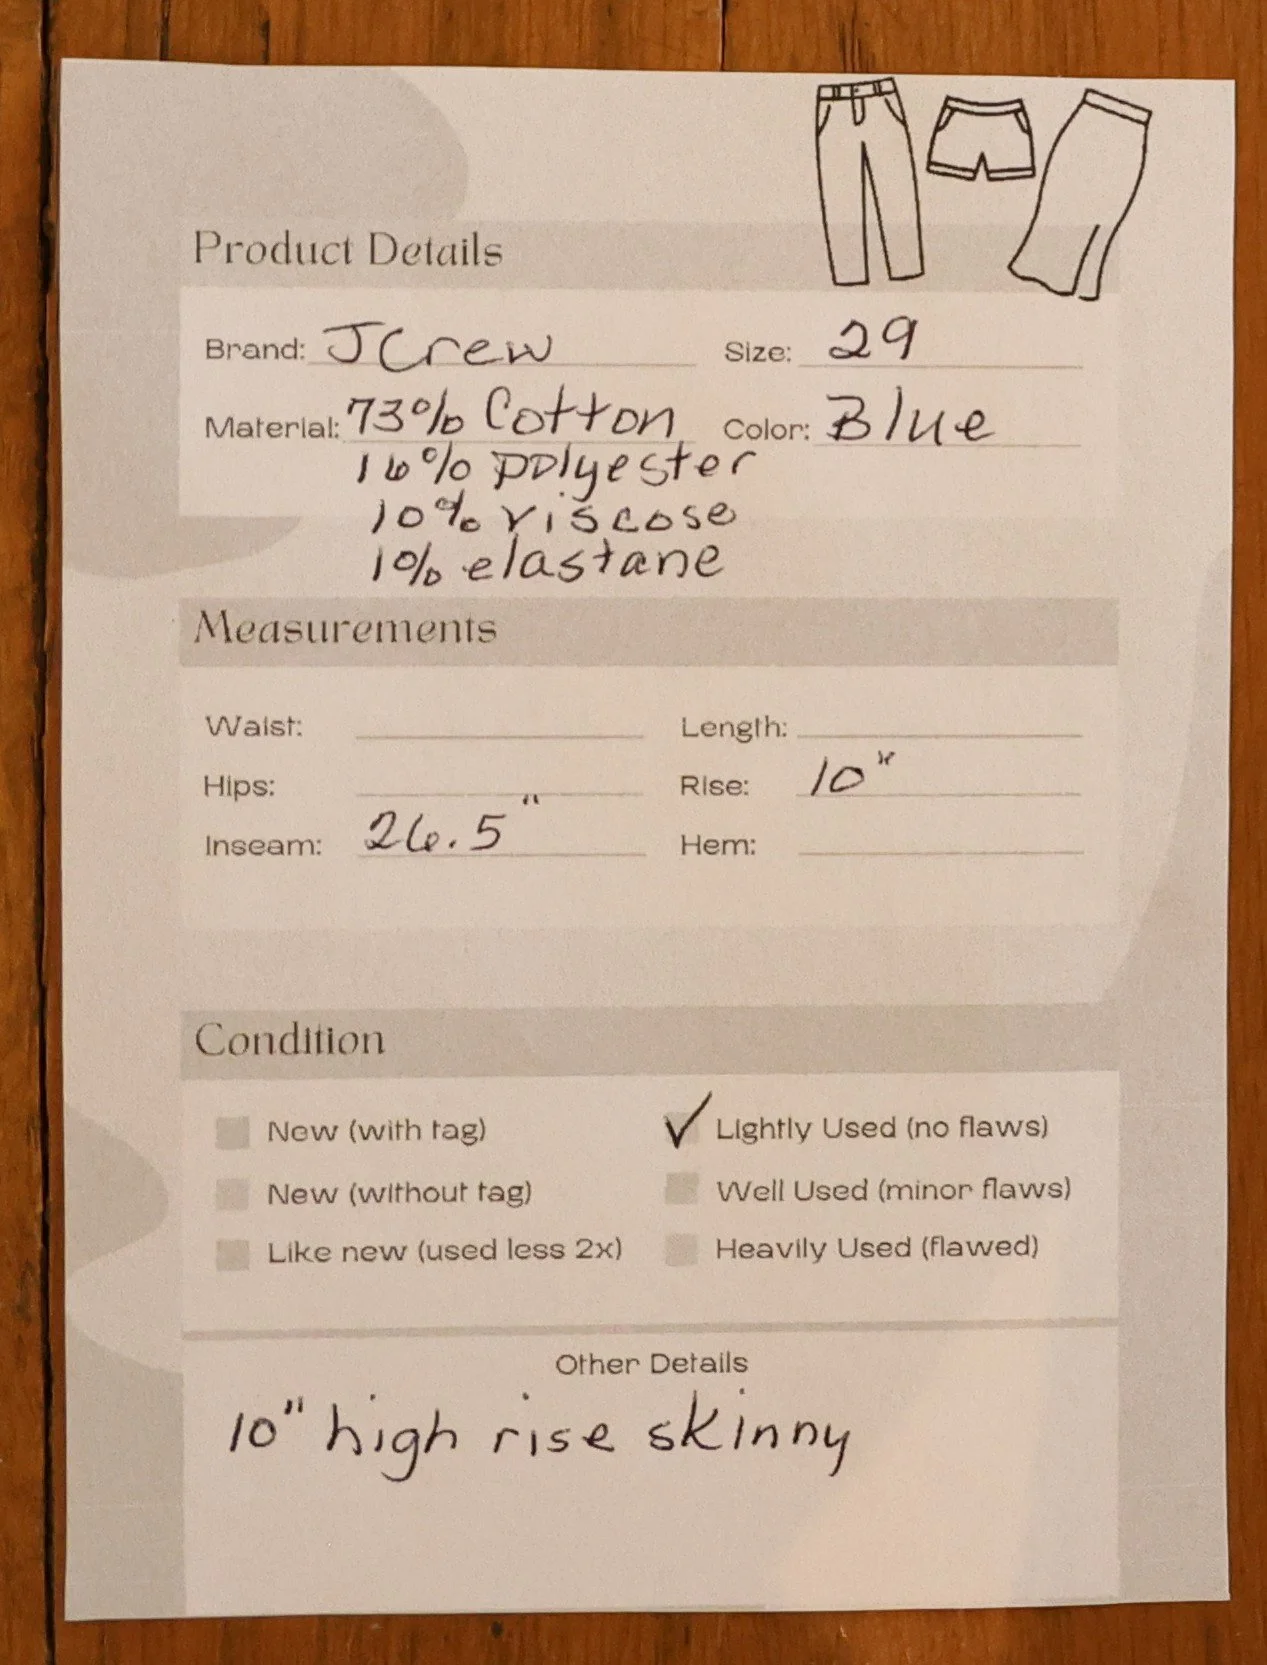 Product Details
Brand: JCrew Size: 29
Material: 73% Cotton Color: Blue
16% polyester
10% viscose
1% elastane
Measurements
Waist: Length:
Hips: Rise: 10"
Inseam: 26.5" Hem:
Condition
New (with tag) ✓ Lightly Used (no flaws)
New (without tag) Well Used (minor flaws)
Like new (used less 2x) Heavily Used (flawed)
Other Details
10" high rise skinny